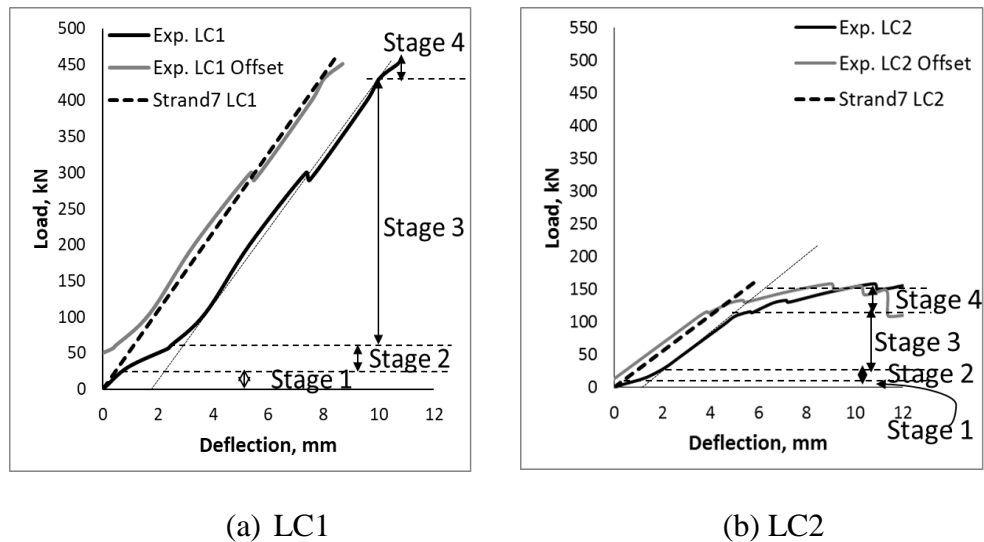 500
450
400
350
300
250
200
150
100
50
0
Load, kN
Exp. LC1
Exp. LC1 Offset
Strand7 LC1
Stage 4
Stage 3
Stage 2
Stage 1
0 2 4 6 8 10 12
Deflection, mm
(a) LC1
550
500
450
400
350
300
250
200
150
100
50
0
Load, kN
Exp. LC2
Exp. LC2 Offset
Strand7 LC2
Stage 4
Stage 3
Stage 2
Stage 1
0 2 4 6 8 10 12
Deflection, mm
(b) LC2